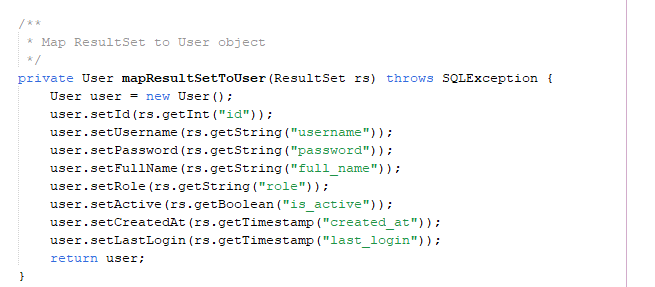 /**
 * Map ResultSet to User object
 */
private User mapResultSetToUser(ResultSet rs) throws SQLException {
    User user = new User();
    user.setId(rs.getInt("id"));
    user.setUsername(rs.getString("username"));
    user.setPassword(rs.getString("password"));
    user.setFullName(rs.getString("full_name"));
    user.setRole(rs.getString("role"));
    user.setActive(rs.getBoolean("is_active"));
    user.setCreatedAt(rs.getTimestamp("created_at"));
    user.setLastLogin(rs.getTimestamp("last_login"));
    return user;
}